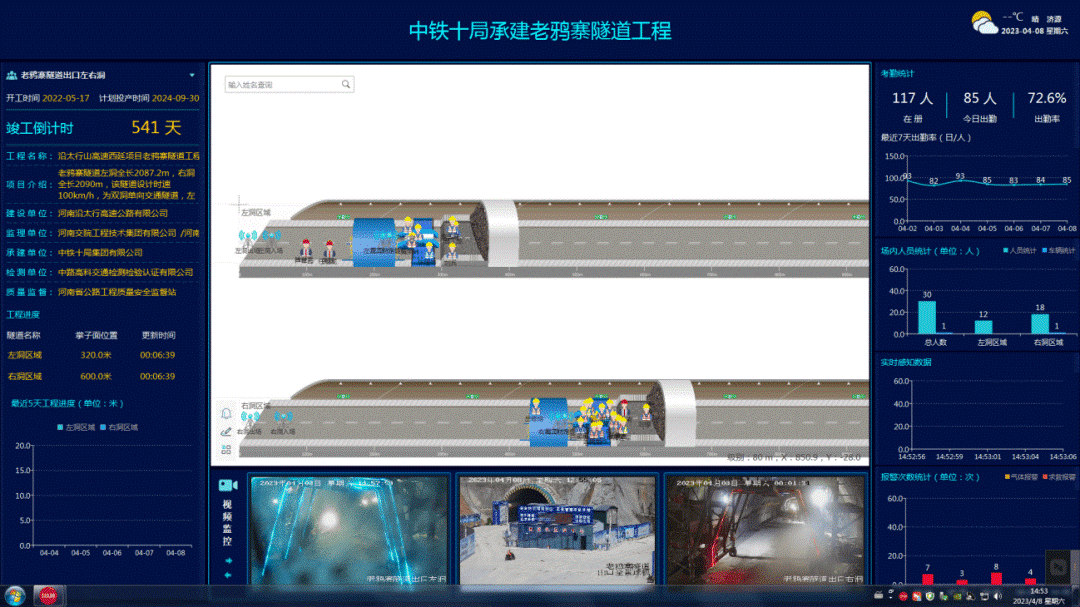 中铁十局承建老鸦寨隧道工程
--℃ 晴 济源
2023-04-08 星期六
老鸦寨隧道出口左右洞
开工时间 2022-05-17 计划投产时间 2024-09-30
竣工倒计时 541 天
工程名称： 沿太行山高速西延项目老鸦寨隧道工程
项目介绍： 老鸦寨隧道左洞全长2087.2m，右洞
全长2090m，该隧道设计时速
100km/h，为双洞单向交通隧道，左
建设单位： 河南沿太行高速公路有限公司
监理单位： 河南交院工程技术集团有限公司 /河南
承建单位： 中铁十局集团有限公司
检测单位： 中路高科交通检测检验认证有限公司
质量监督： 河南省公路工程质量安全监督站
工程进度
隧道名称 掌子面位置 更新时间
左洞区域 320.0米 00:06:39
右洞区域 600.0米 00:06:39
最近5天工程进度（单位：米）
左洞区域 右洞区域
20.0
15.0
10.0
5.0
0.0
04-04 04-05 04-06 04-07 04-08
输入姓名查询
左洞区域
右洞区域
级别：80 m，X：850.9，Y：-28.0
视频监控
老鸦寨隧道出口左洞
老鸦寨隧道
老鸦寨隧道出口右洞
考勤统计
117 人 85 人 72.6%
在册 今日出勤 出勤率
最近7天出勤率（日/人）
150.0
100.0
50.0
0.0
93 82 93 85 83 84 85
04-02 04-03 04-04 04-05 04-06 04-07 04-08
场内人员统计（单位：人）
人员统计 车辆统计
60.0
40.0
20.0
0.0
30 1 12 18 1
总人数 左洞区域 右洞区域
实时感知数据
60.0
40.0
20.0
0.0
14:52:56 14:52:59 14:53:01 14:53:04 14:53:06
报警次数统计（单位：次）
气体报警 求救报警
60.0
40.0
20.0
0.0
7 3 8 4
14:53
2023/4/8 星期六